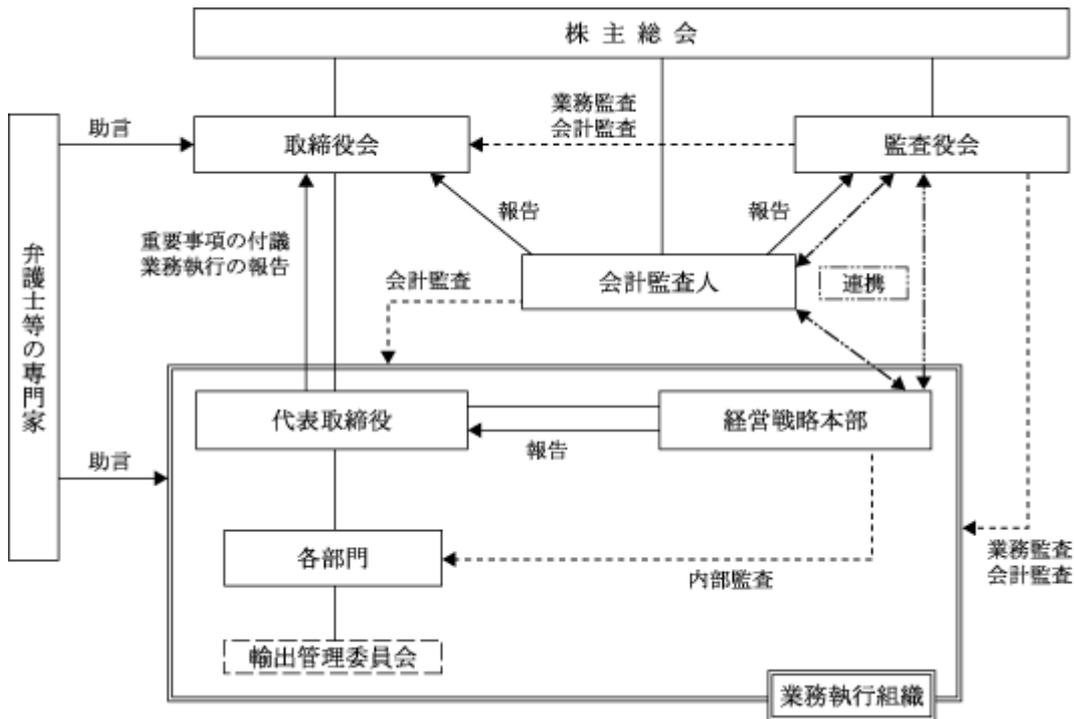 株主総会
業務監査
会計監査
助言
取締役会
監査役会
報告
報告
重要事項の付議
業務執行の報告
弁護士等の専門家
会計監査
会計監査人
連携
代表取締役
経営戦略本部
報告
助言
各部門
内部監査
業務監査
会計監査
輸出管理委員会
業務執行組織